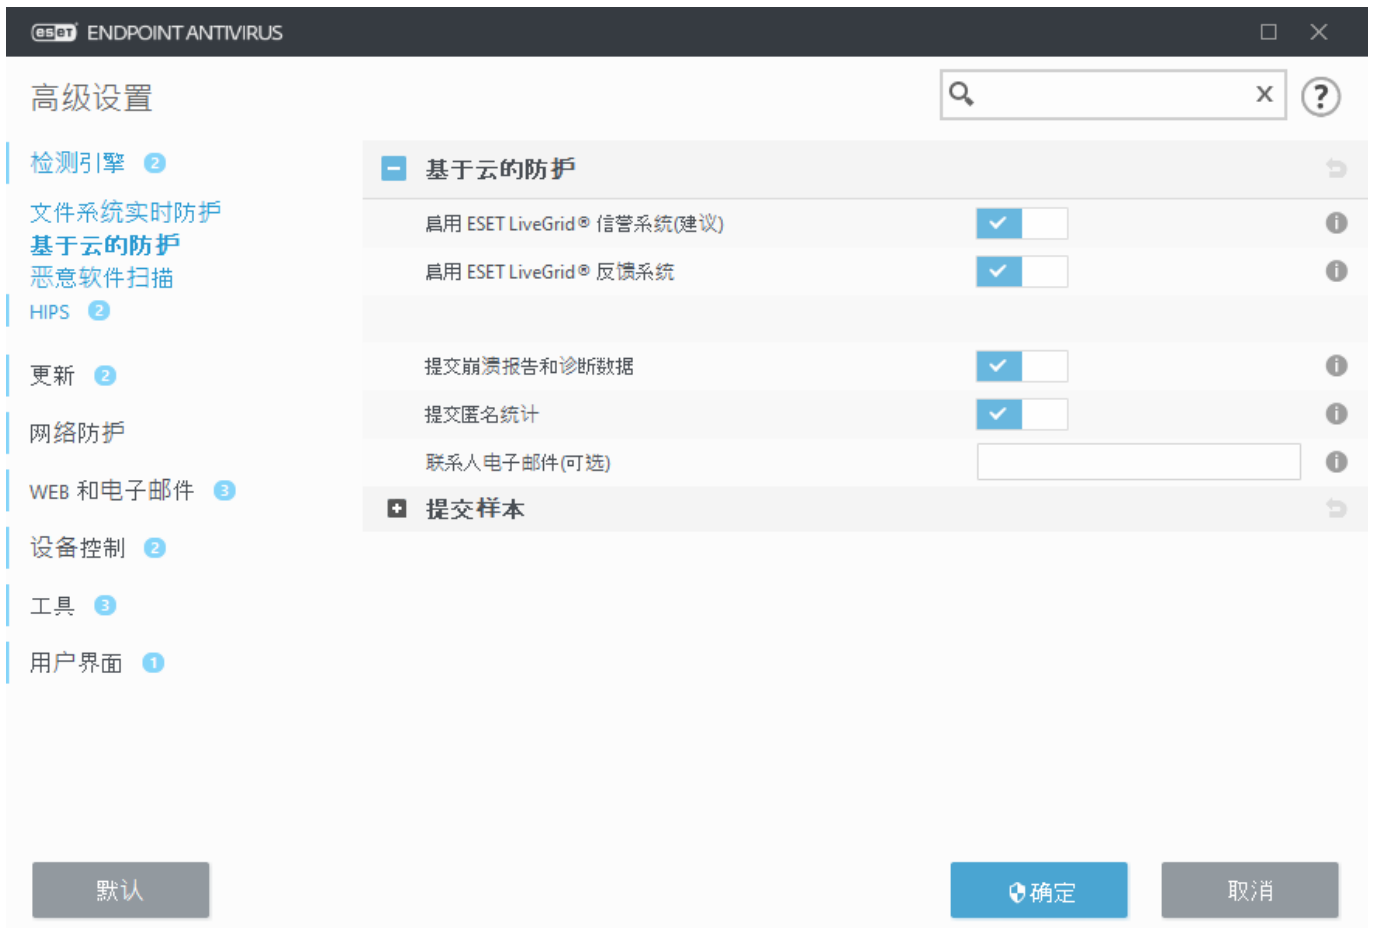 eset ENDPOINT ANTIVIRUS
高级设置
检测引擎 2
文件系统实时防护
基于云的防护
恶意软件扫描
HIPS 2
更新 2
网络防护
WEB 和电子邮件 3
设备控制 2
工具 3
用户界面 1
基于云的防护
启用 ESET LiveGrid® 信誉系统(建议)
启用 ESET LiveGrid® 反馈系统
提交崩溃报告和诊断数据
提交匿名统计
联系人电子邮件(可选)
提交样本
默认
确定
取消